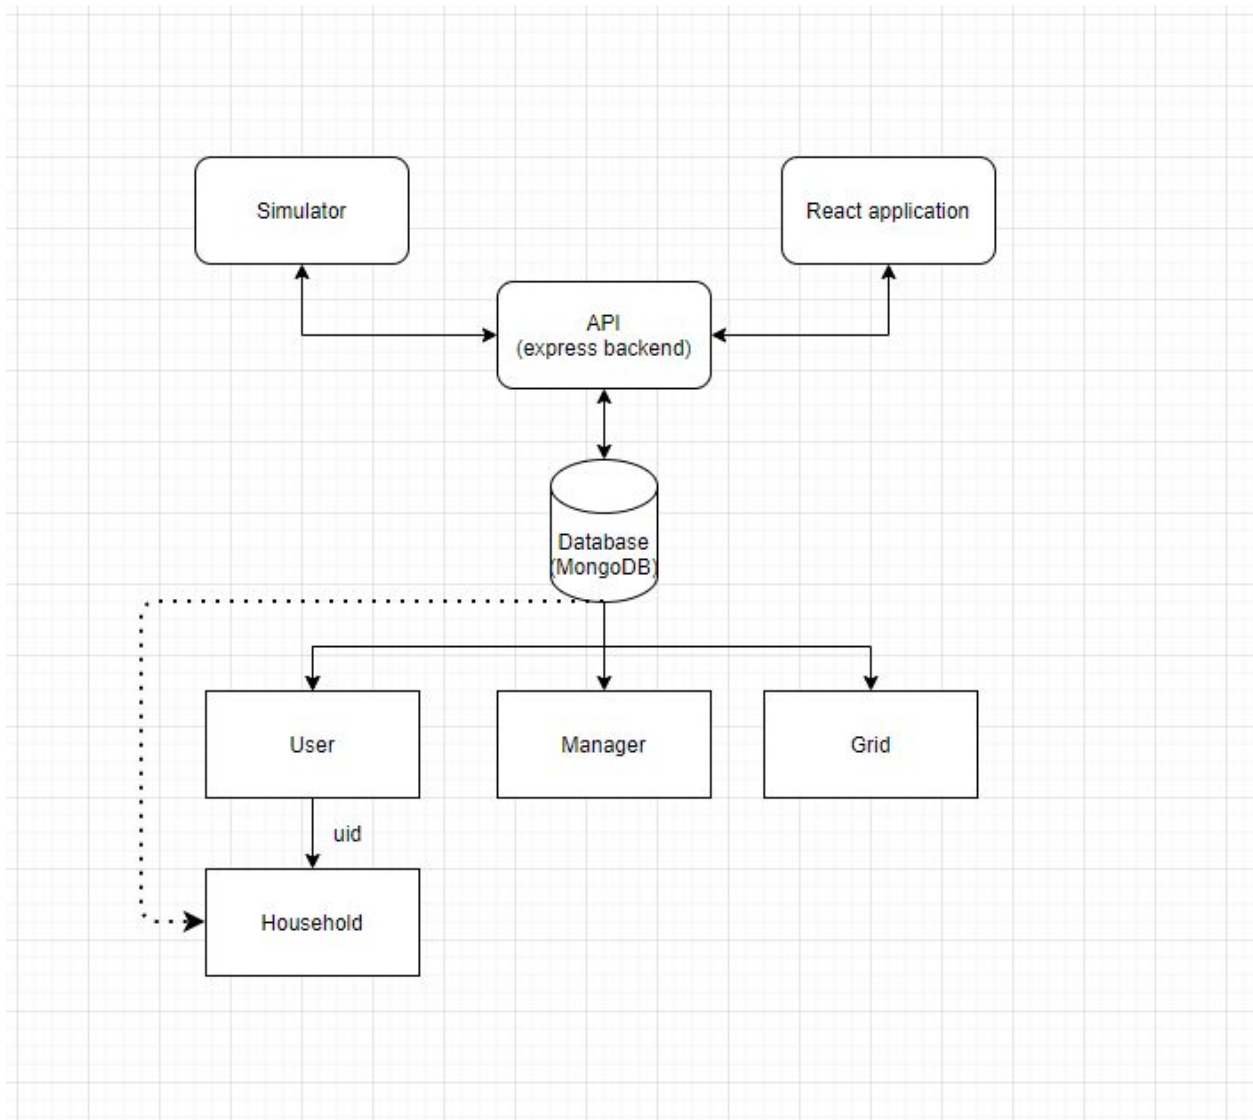 Simulator
React application
API
(express backend)
Database
(MongoDB)
User
Manager
Grid
uid
Household